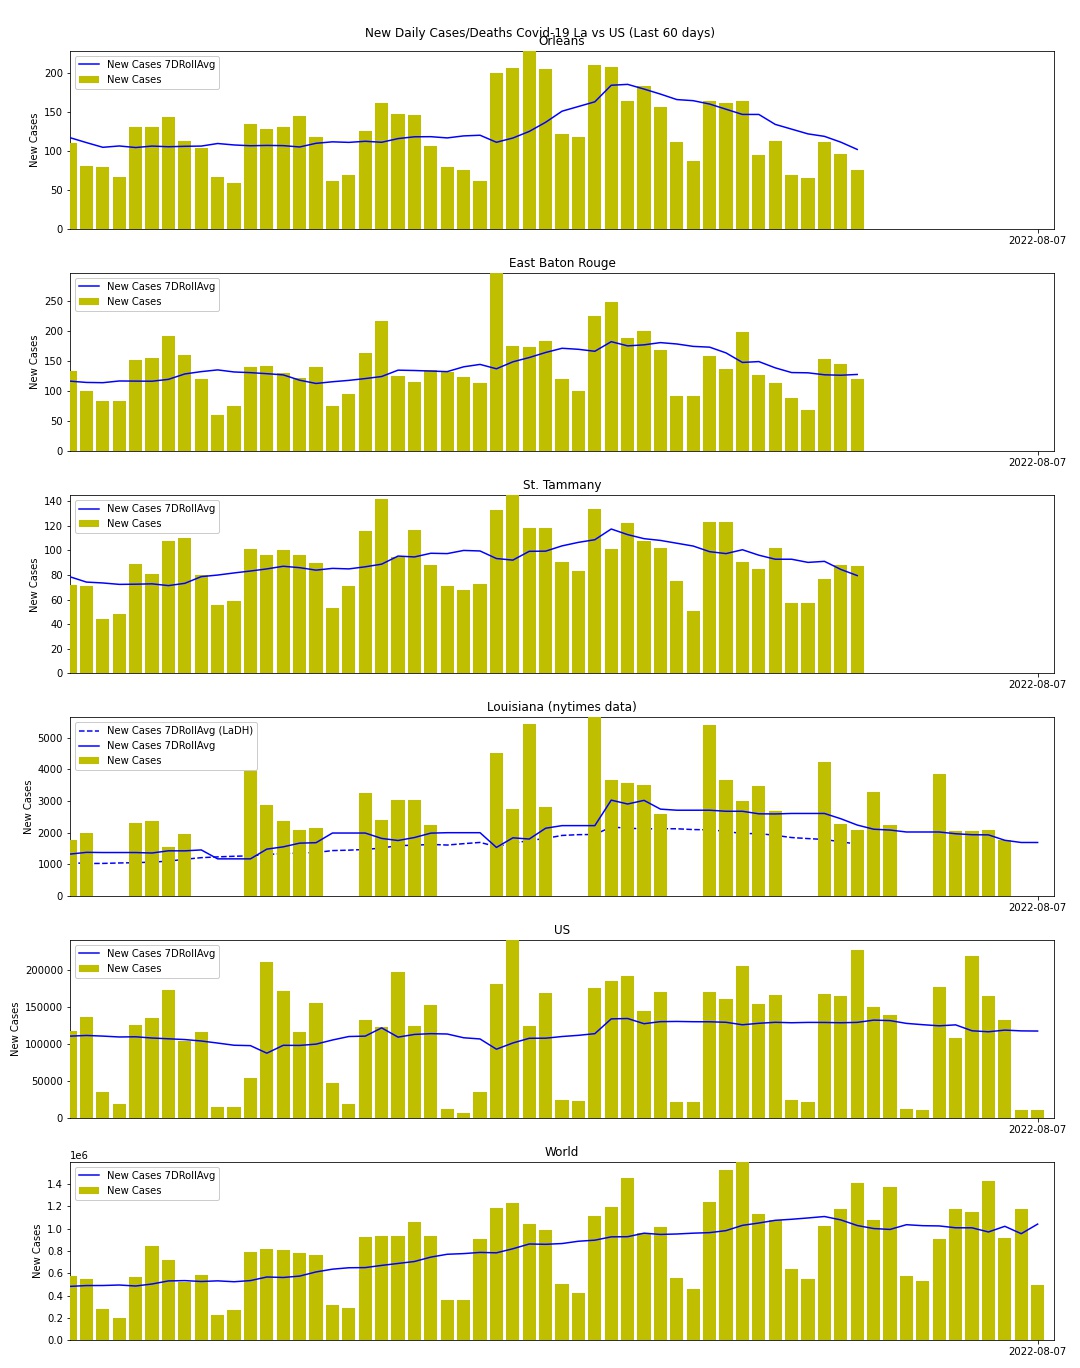 New Daily Cases/Deaths Covid-19 La vs US (Last 60 days)
Orleans
New Cases 7DRollAvg
New Cases
New Cases
200
150
100
50
0
2022-08-07
East Baton Rouge
New Cases 7DRollAvg
New Cases
New Cases
250
200
150
100
50
0
2022-08-07
St. Tammany
New Cases 7DRollAvg
New Cases
New Cases
140
120
100
80
60
40
20
0
2022-08-07
Louisiana (nytimes data)
New Cases 7DRollAvg (LaDH)
New Cases 7DRollAvg
New Cases
New Cases
5000
4000
3000
2000
1000
0
2022-08-07
US
New Cases 7DRollAvg
New Cases
New Cases
200000
150000
100000
50000
0
2022-08-07
World
1e6
New Cases 7DRollAvg
New Cases
New Cases
1.4
1.2
1.0
0.8
0.6
0.4
0.2
0.0
2022-08-07